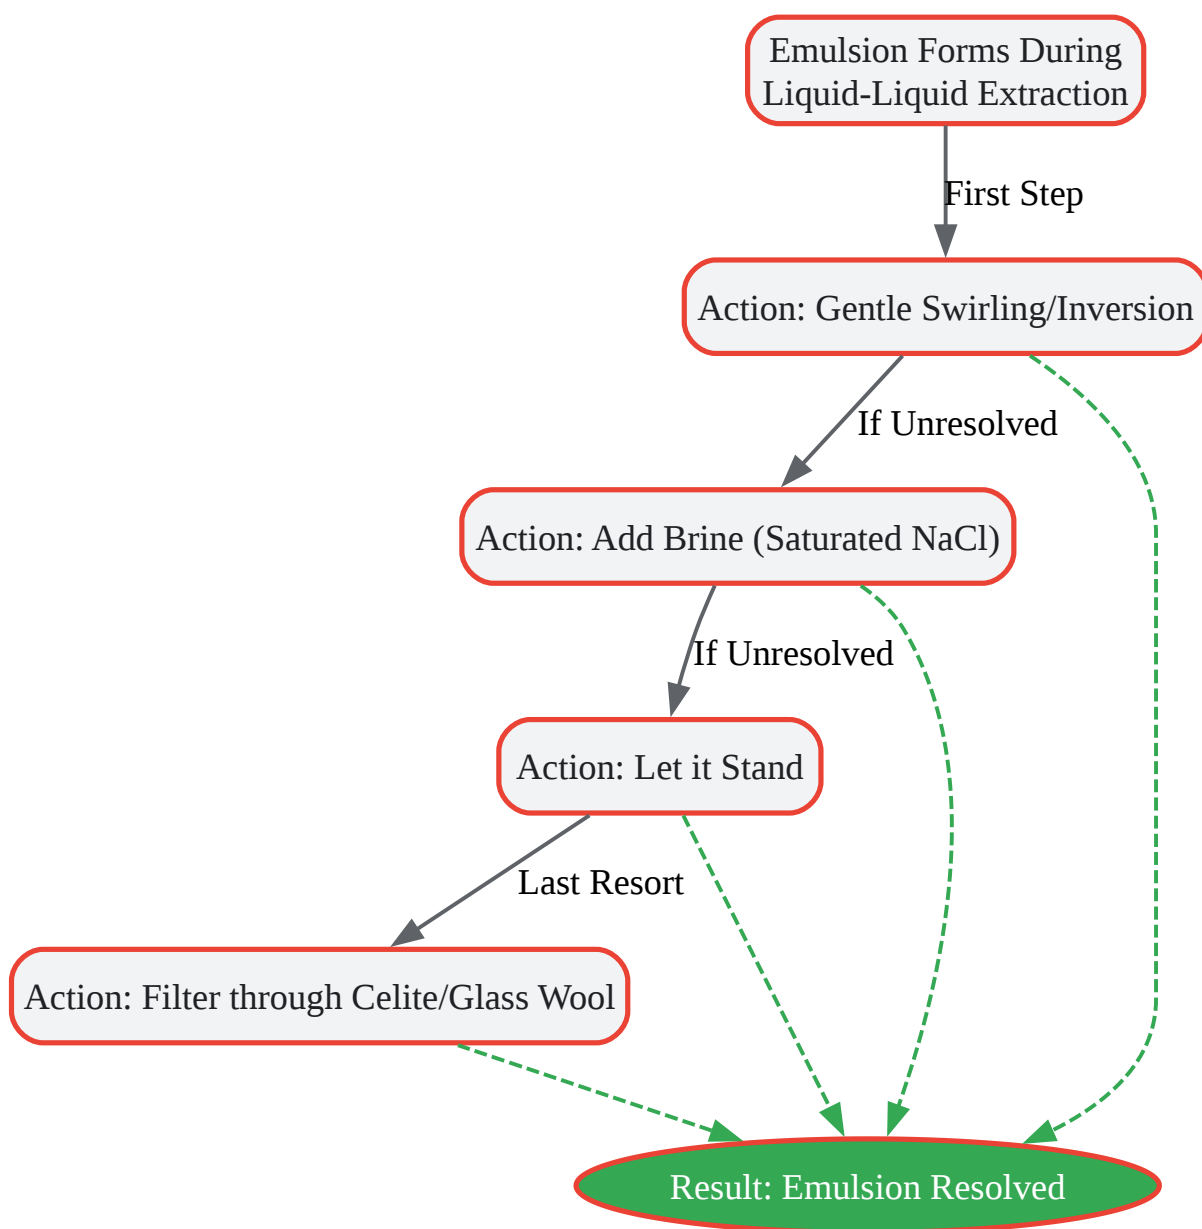 Emulsion Forms During
Liquid-Liquid Extraction
First Step
Action: Gentle Swirling/Inversion
If Unresolved
Action: Add Brine (Saturated NaCl)
If Unresolved
Action: Let it Stand
Last Resort
Action: Filter through Celite/Glass Wool
Result: Emulsion Resolved